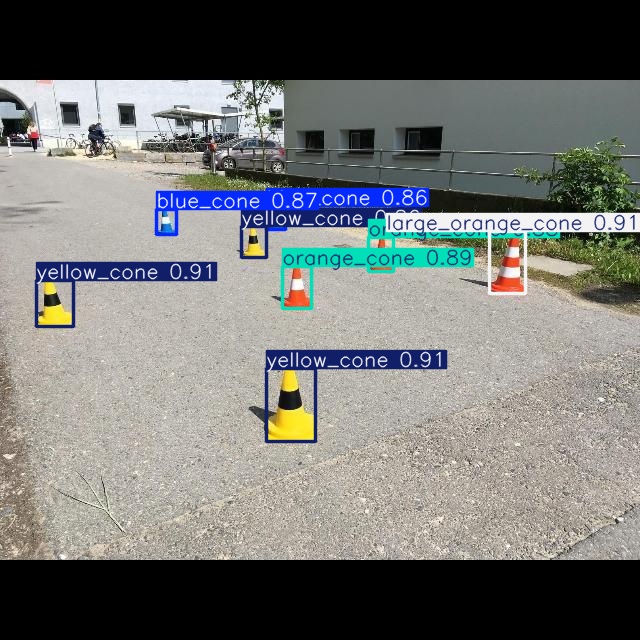 blue_cone 0.87
cone 0.86
yellow_cone
large_orange_cone 0.91
orange_cone 0.89
yellow_cone 0.91
yellow_cone 0.91